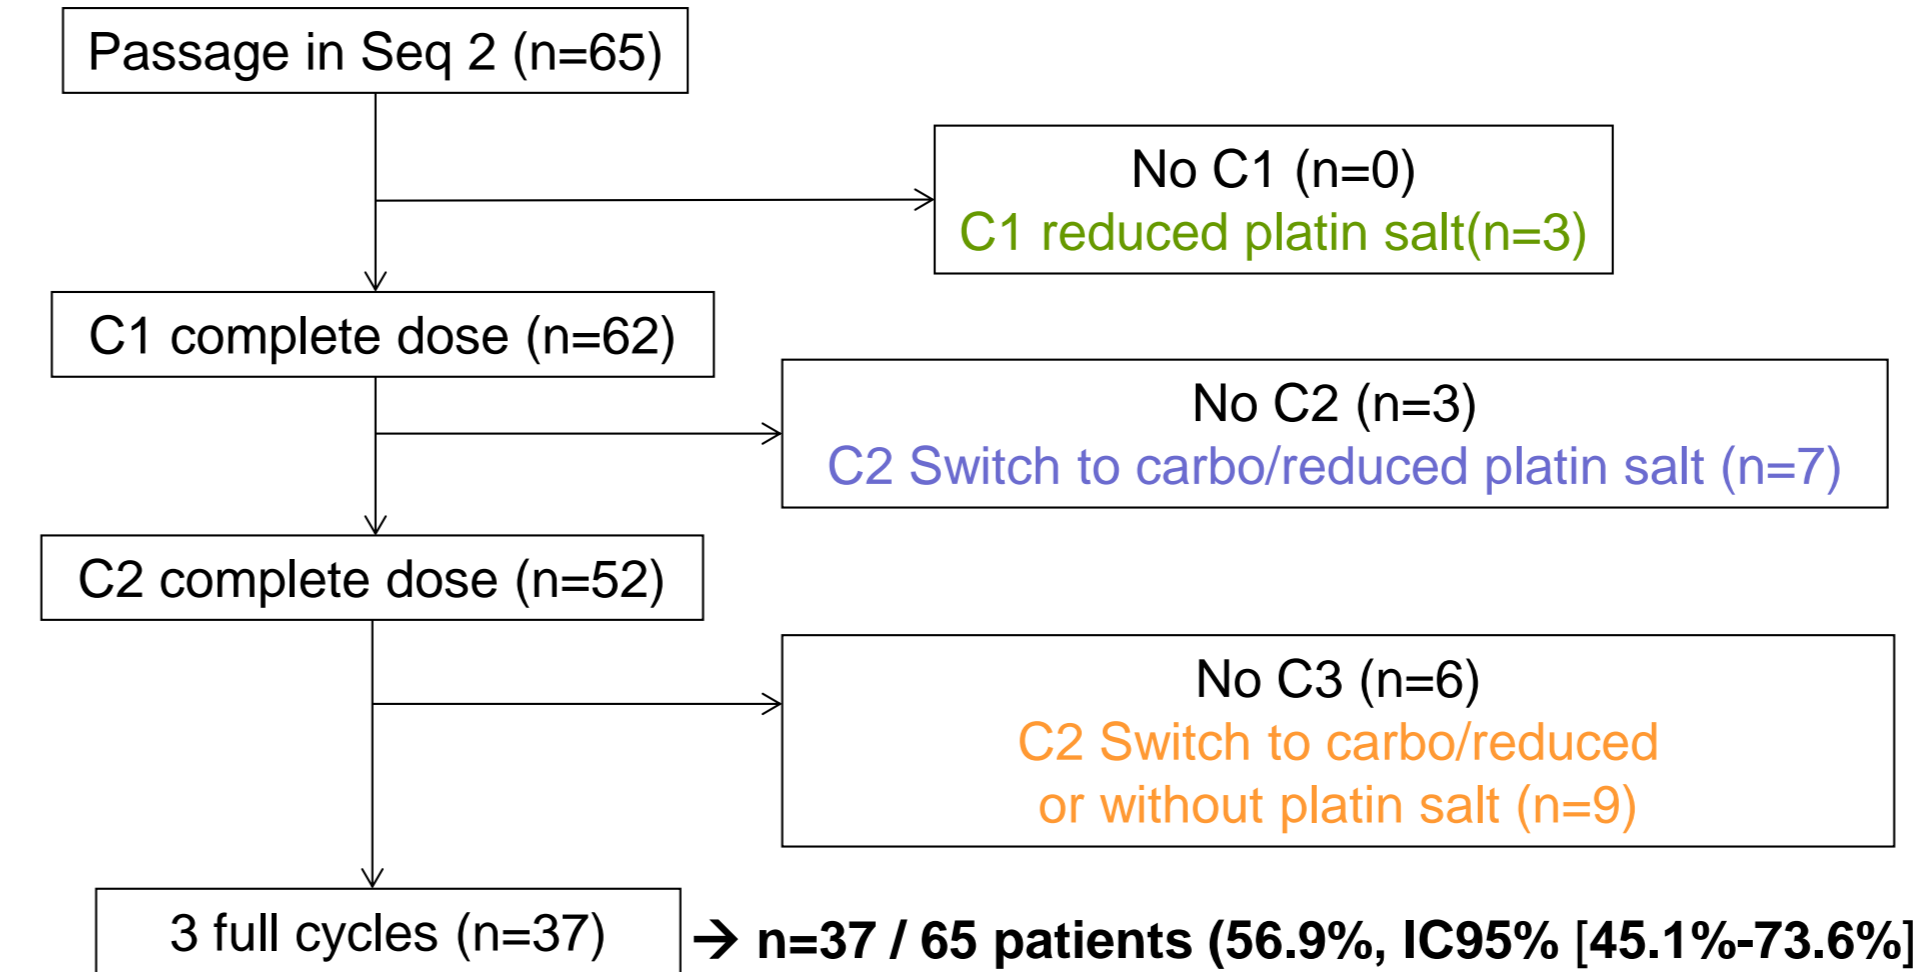 Passage in Seq 2 (n=65)
No C1 (n=0)
C1 reduced platin salt(n=3)
C1 complete dose (n=62)
No C2 (n=3)
C2 Switch to carbo/reduced platin salt (n=7)
C2 complete dose (n=52)
No C3 (n=6)
C2 Switch to carbo/reduced
or without platin salt (n=9)
3 full cycles (n=37)
→ n=37 / 65 patients (56.9%, IC95% [45.1%-73.6%]